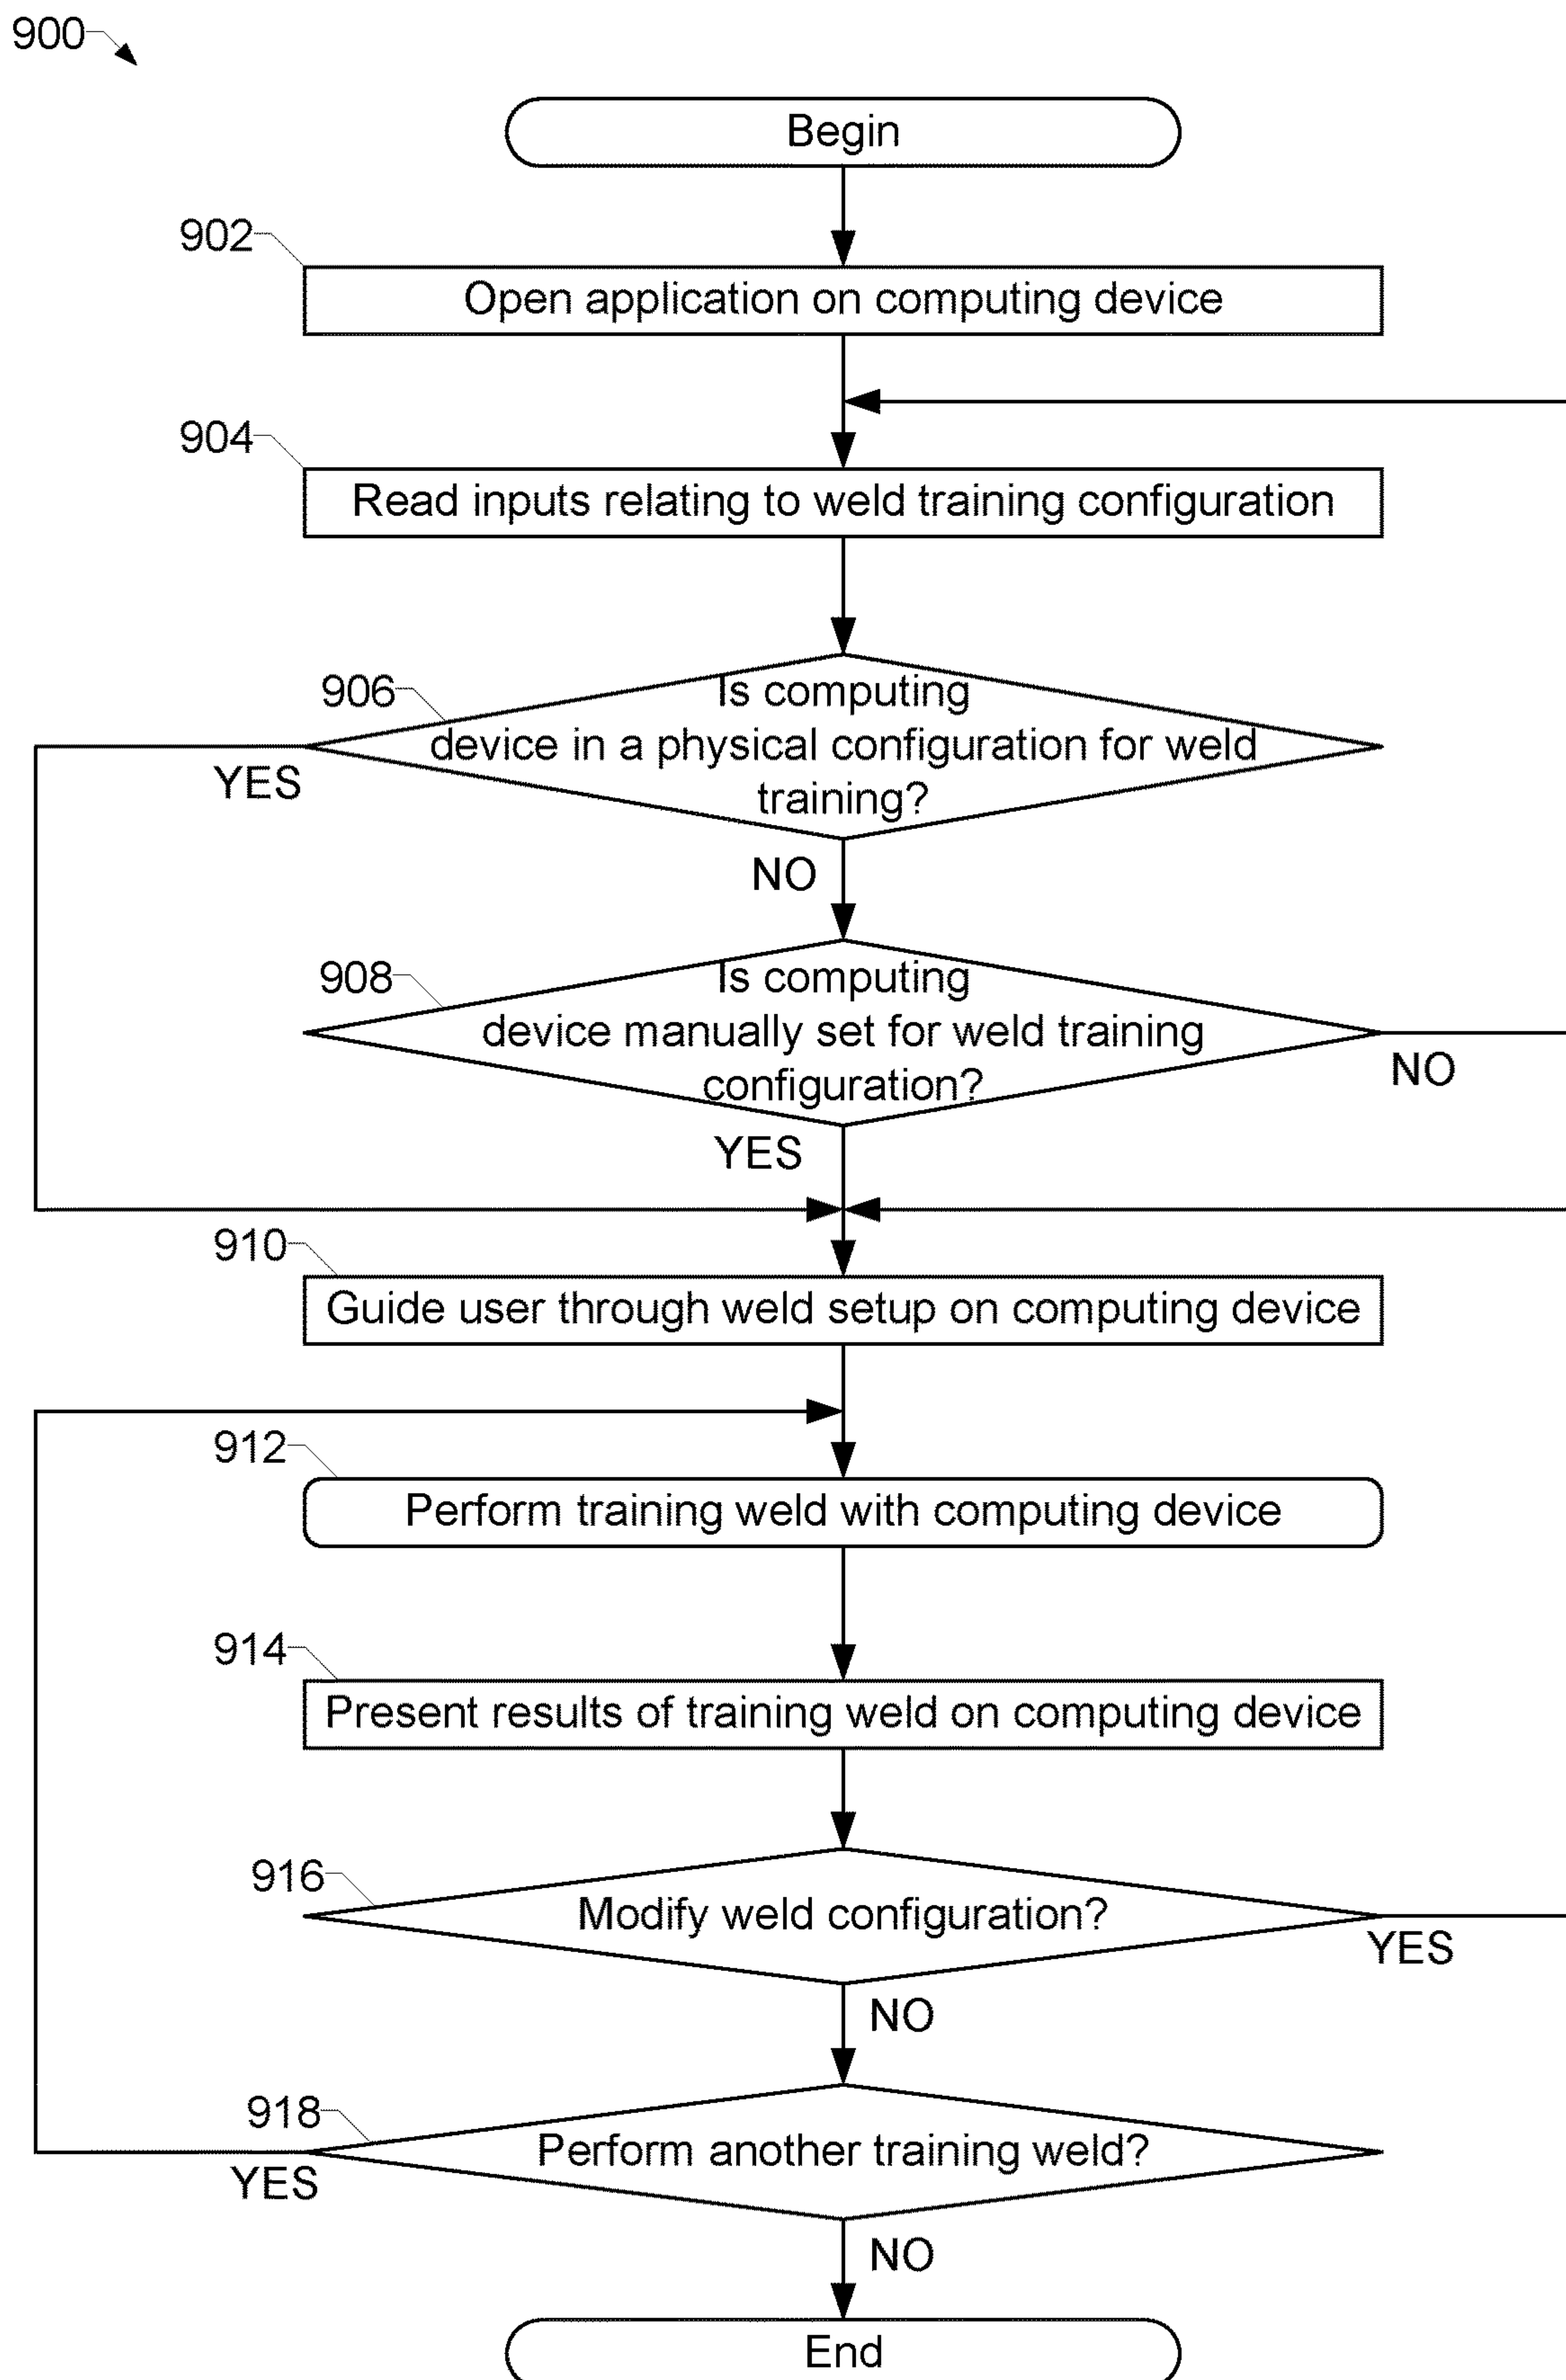 900
Begin
902
Open application on computing device
904
Read inputs relating to weld training configuration
906
Is computing
device in a physical configuration for weld
training?
YES
NO
908
Is computing
device manually set for weld training
configuration?
NO
YES
910
Guide user through weld setup on computing device
912
Perform training weld with computing device
914
Present results of training weld on computing device
916
Modify weld configuration?
YES
NO
918
Perform another training weld?
YES
NO
End